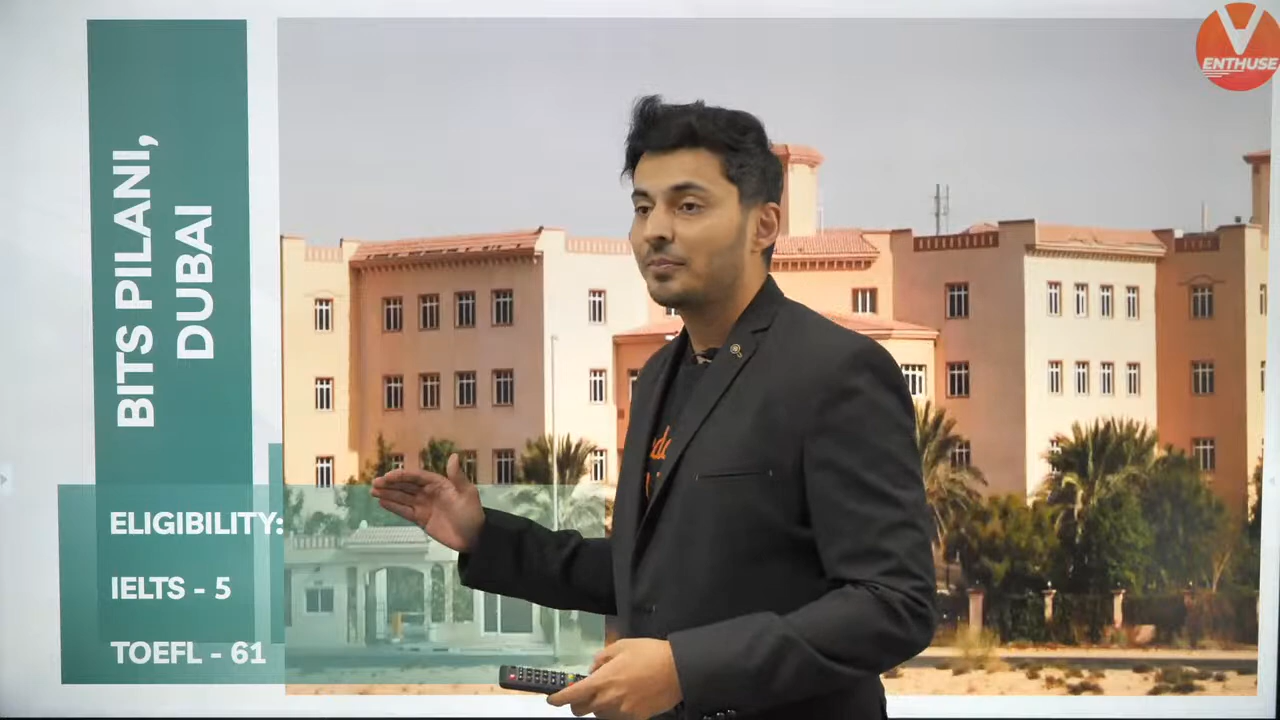 BITS PILANI,
DUBAI
ELIGIBILITY:
IELTS - 5
TOEFL - 61
V
ENTHUSE